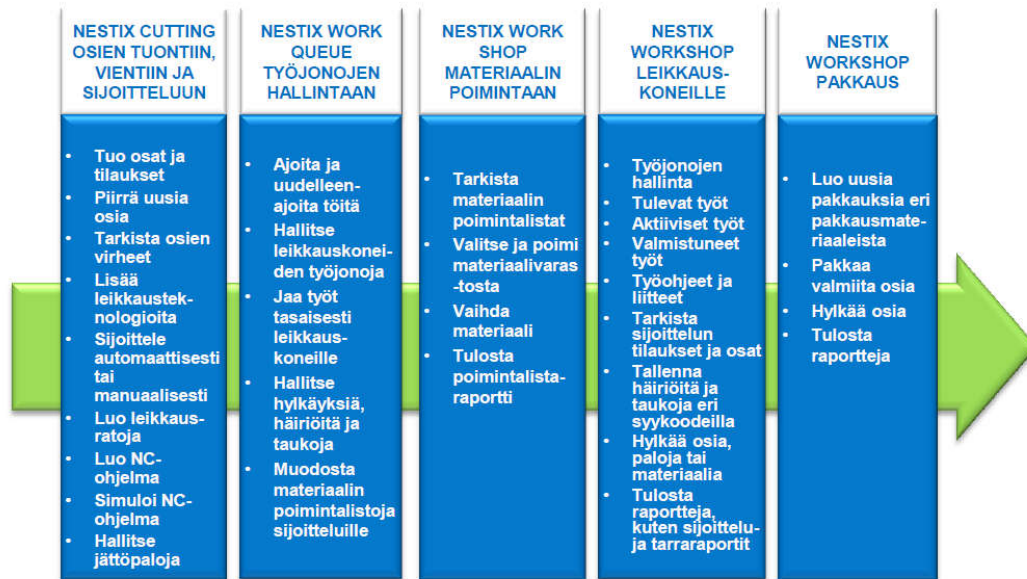 NESTIX CUTTING
OSIEN TUONTIIN,
VIENTIIN JA
SIJOITTELUUN
• Tuo osat ja
tilaukset
• Piirrä uusia
osia
• Tarkista osien
virheet
• Lisää
leikkaustek-
nologioita
• Sijoittele
automaattisesti
tai
manuaalisesti
• Luo leikkaus-
ratoja
• Luo NC-
ohjelma
• Simuloi NC-
ohjelma
• Hallitse
jättöpaloja
NESTIX WORK
QUEUE
TYÖJONOJEN
HALLINTAAN
• Ajoita ja
uudelleen-
ajoita töitä
• Hallitse
leikkauskonei-
den työjonoja
• Jaa työt
tasaisesti
leikkaus-
koneille
• Hallitse
hylkäyksiä,
häiriöitä ja
taukoja
• Muodosta
materiaalin
poimintalistoja
sijoitteluille
NESTIX WORK
SHOP
MATERIAALIN
POIMINTAAN
• Tarkista
materiaalin
poimintalistat
• Valitse ja poimi
materiaalivaras
-tosta
• Vaihda
materiaali
• Tulosta
poimintalista-
raportti
NESTIX
WORKSHOP
LEIKKAUS-
KONEILLE
• Työjonojen
hallinta
• Tulevat työt
• Aktiiviset työt
• Valmistuneet
työt
• Työohjeet ja
liitteet
• Tarkista
sijoittelun
tilaukset ja osat
• Tallenna
häiriöitä ja
taukoja eri
syykoodeilla
• Hylkää osia,
paloja tai
materiaalia
• Tulosta
raportteja,
kuten sijoittelu-
ja tarraraportit
NESTIX
WORKSHOP
PAKKAUS
• Luo uusia
pakkauksia eri
pakkausmate-
riaaleista
• Pakkaa
valmiita osia
• Hylkää osia
• Tulosta
raportteja